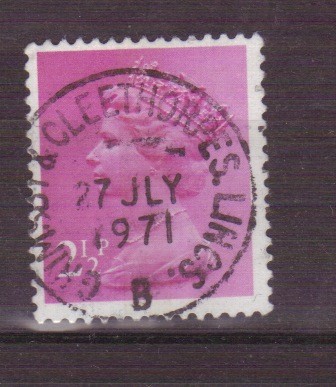 GRIMSBY & CLEETHORPES. LINCS.
27 JLY
1971
B
2½P